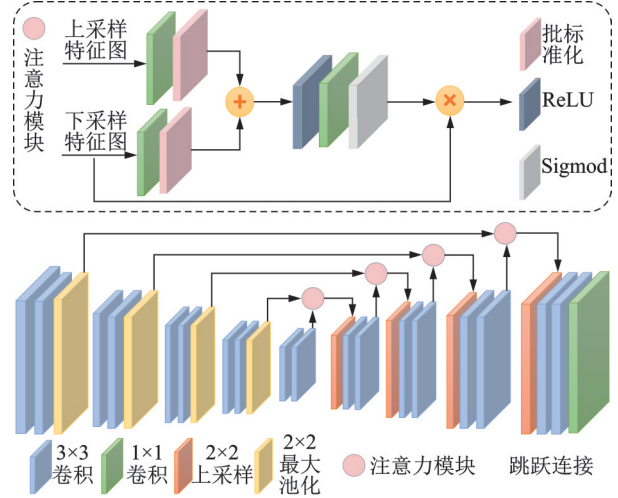 注意力模块
上采样
特征图
下采样
特征图
+
×
批标
准化
ReLU
Sigmod
3×3
卷积
1×1
卷积
2×2
上采样
2×2
最大
池化
注意力模块
跳跃连接